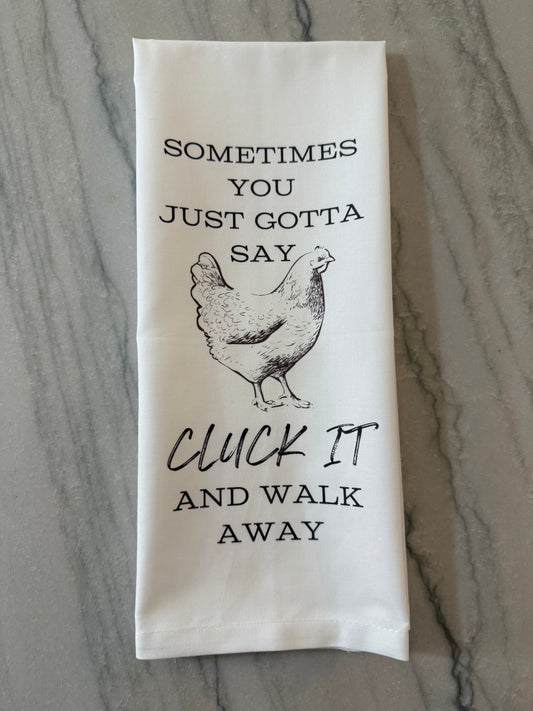 SOMETIMES
YOU
JUST GOTTA
SAY
CLUCK IT
AND WALK
AWAY